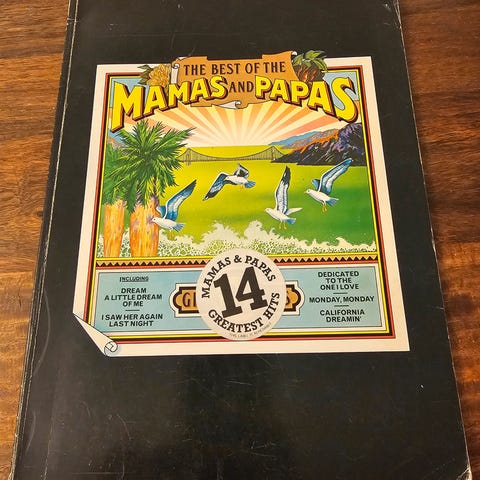 THE BEST OF THE
MAMAS AND PAPAS
INCLUDING
DREAM
A LITTLE DREAM
OF ME
I SAW HER AGAIN
LAST NIGHT
MAMAS & PAPAS
14
GREATEST HITS
DEDICATED
TO THE
ONE I LOVE
MONDAY, MONDAY
CALIFORNIA
DREAMIN'